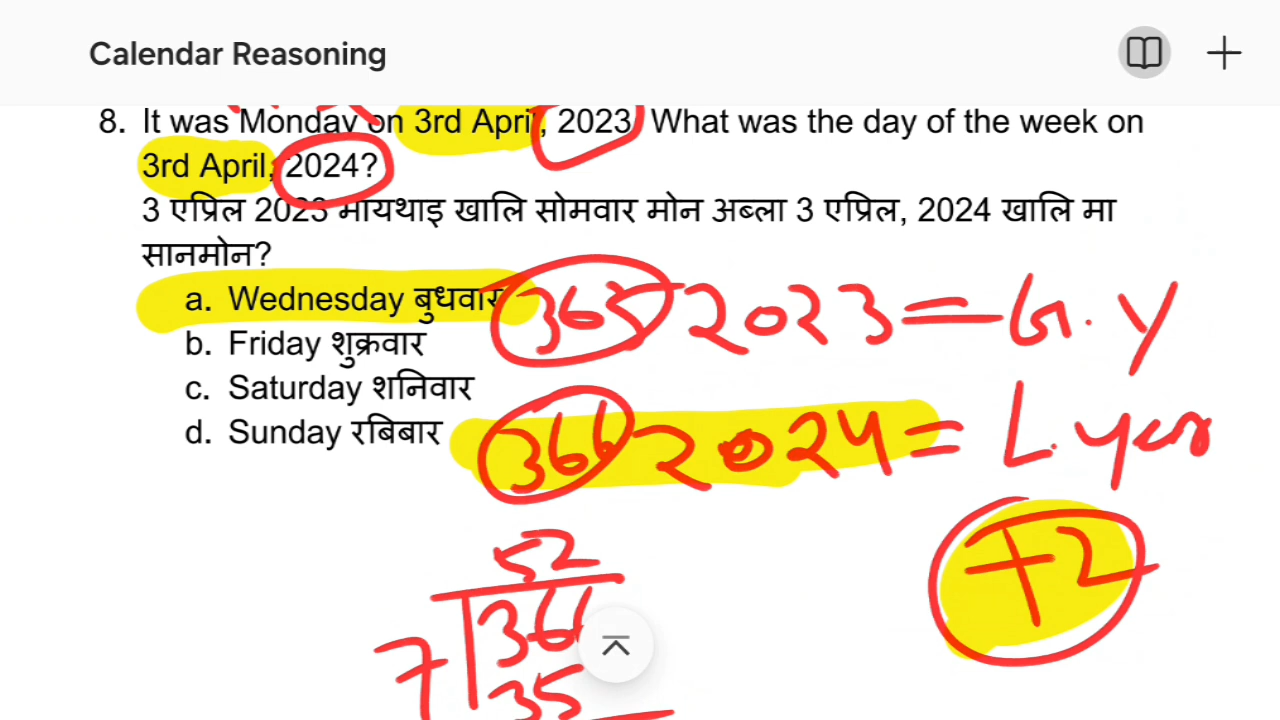 Calendar Reasoning
8. It was Monday on 3rd April, 2023. What was the day of the week on
3rd April, 2024?
3 एप्रिल 2023 मायथाइ खालि सोमवार मोन अब्ला 3 एप्रिल, 2024 खालि मा
सानमोन?
a. Wednesday बुधवार
365 2023 = G.Y
b. Friday शुक्रवार
c. Saturday शनिवार
d. Sunday रबिबार
366 2024 = L.year
+2
52
7 366
35